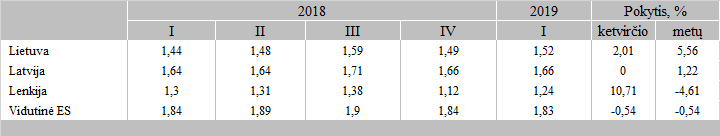 2018 2019 Pokytis, %
I II III IV I ketvirčio metų
Lietuva 1,44 1,48 1,59 1,49 1,52 2,01 5,56
Latvija 1,64 1,64 1,71 1,66 1,66 0 1,22
Lenkija 1,3 1,31 1,38 1,12 1,24 10,71 -4,61
Vidutinė ES 1,84 1,89 1,9 1,84 1,83 -0,54 -0,54